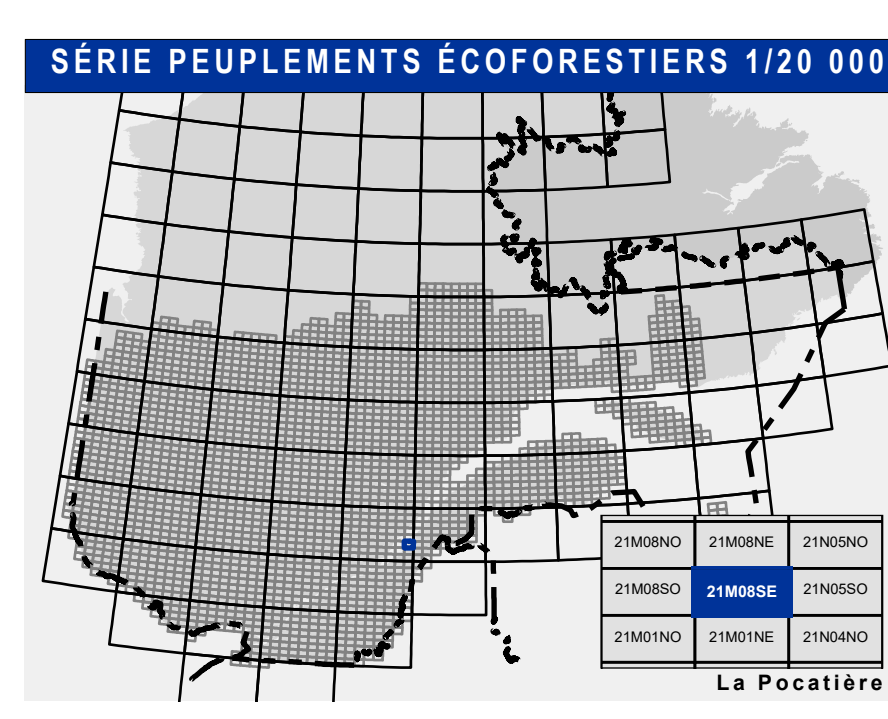 SÉRIE PEUPLEMENTS ÉCOFORESTIERS 1/20 000
21M08NO 21M08NE 21N05NO
21M08SO 21M08SE 21N05SO
21M01NO 21M01NE 21N04NO
La Pocatière